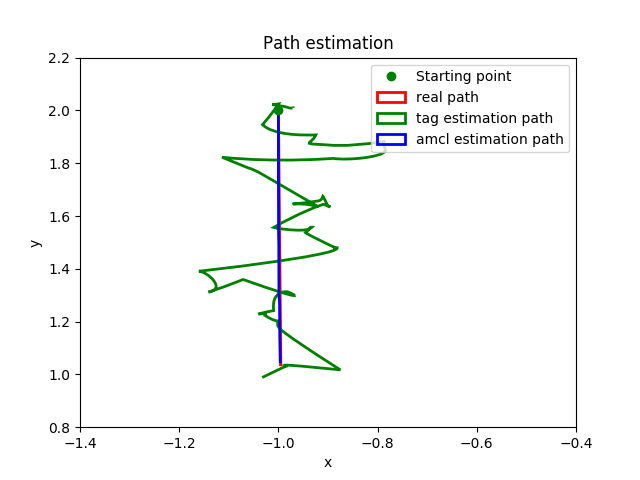 Path estimation
Starting point
real path
tag estimation path
amcl estimation path
2.2
2.0
1.8
1.6
1.4
1.2
1.0
0.8
y
−1.4 −1.2 −1.0 −0.8 −0.6 −0.4
x